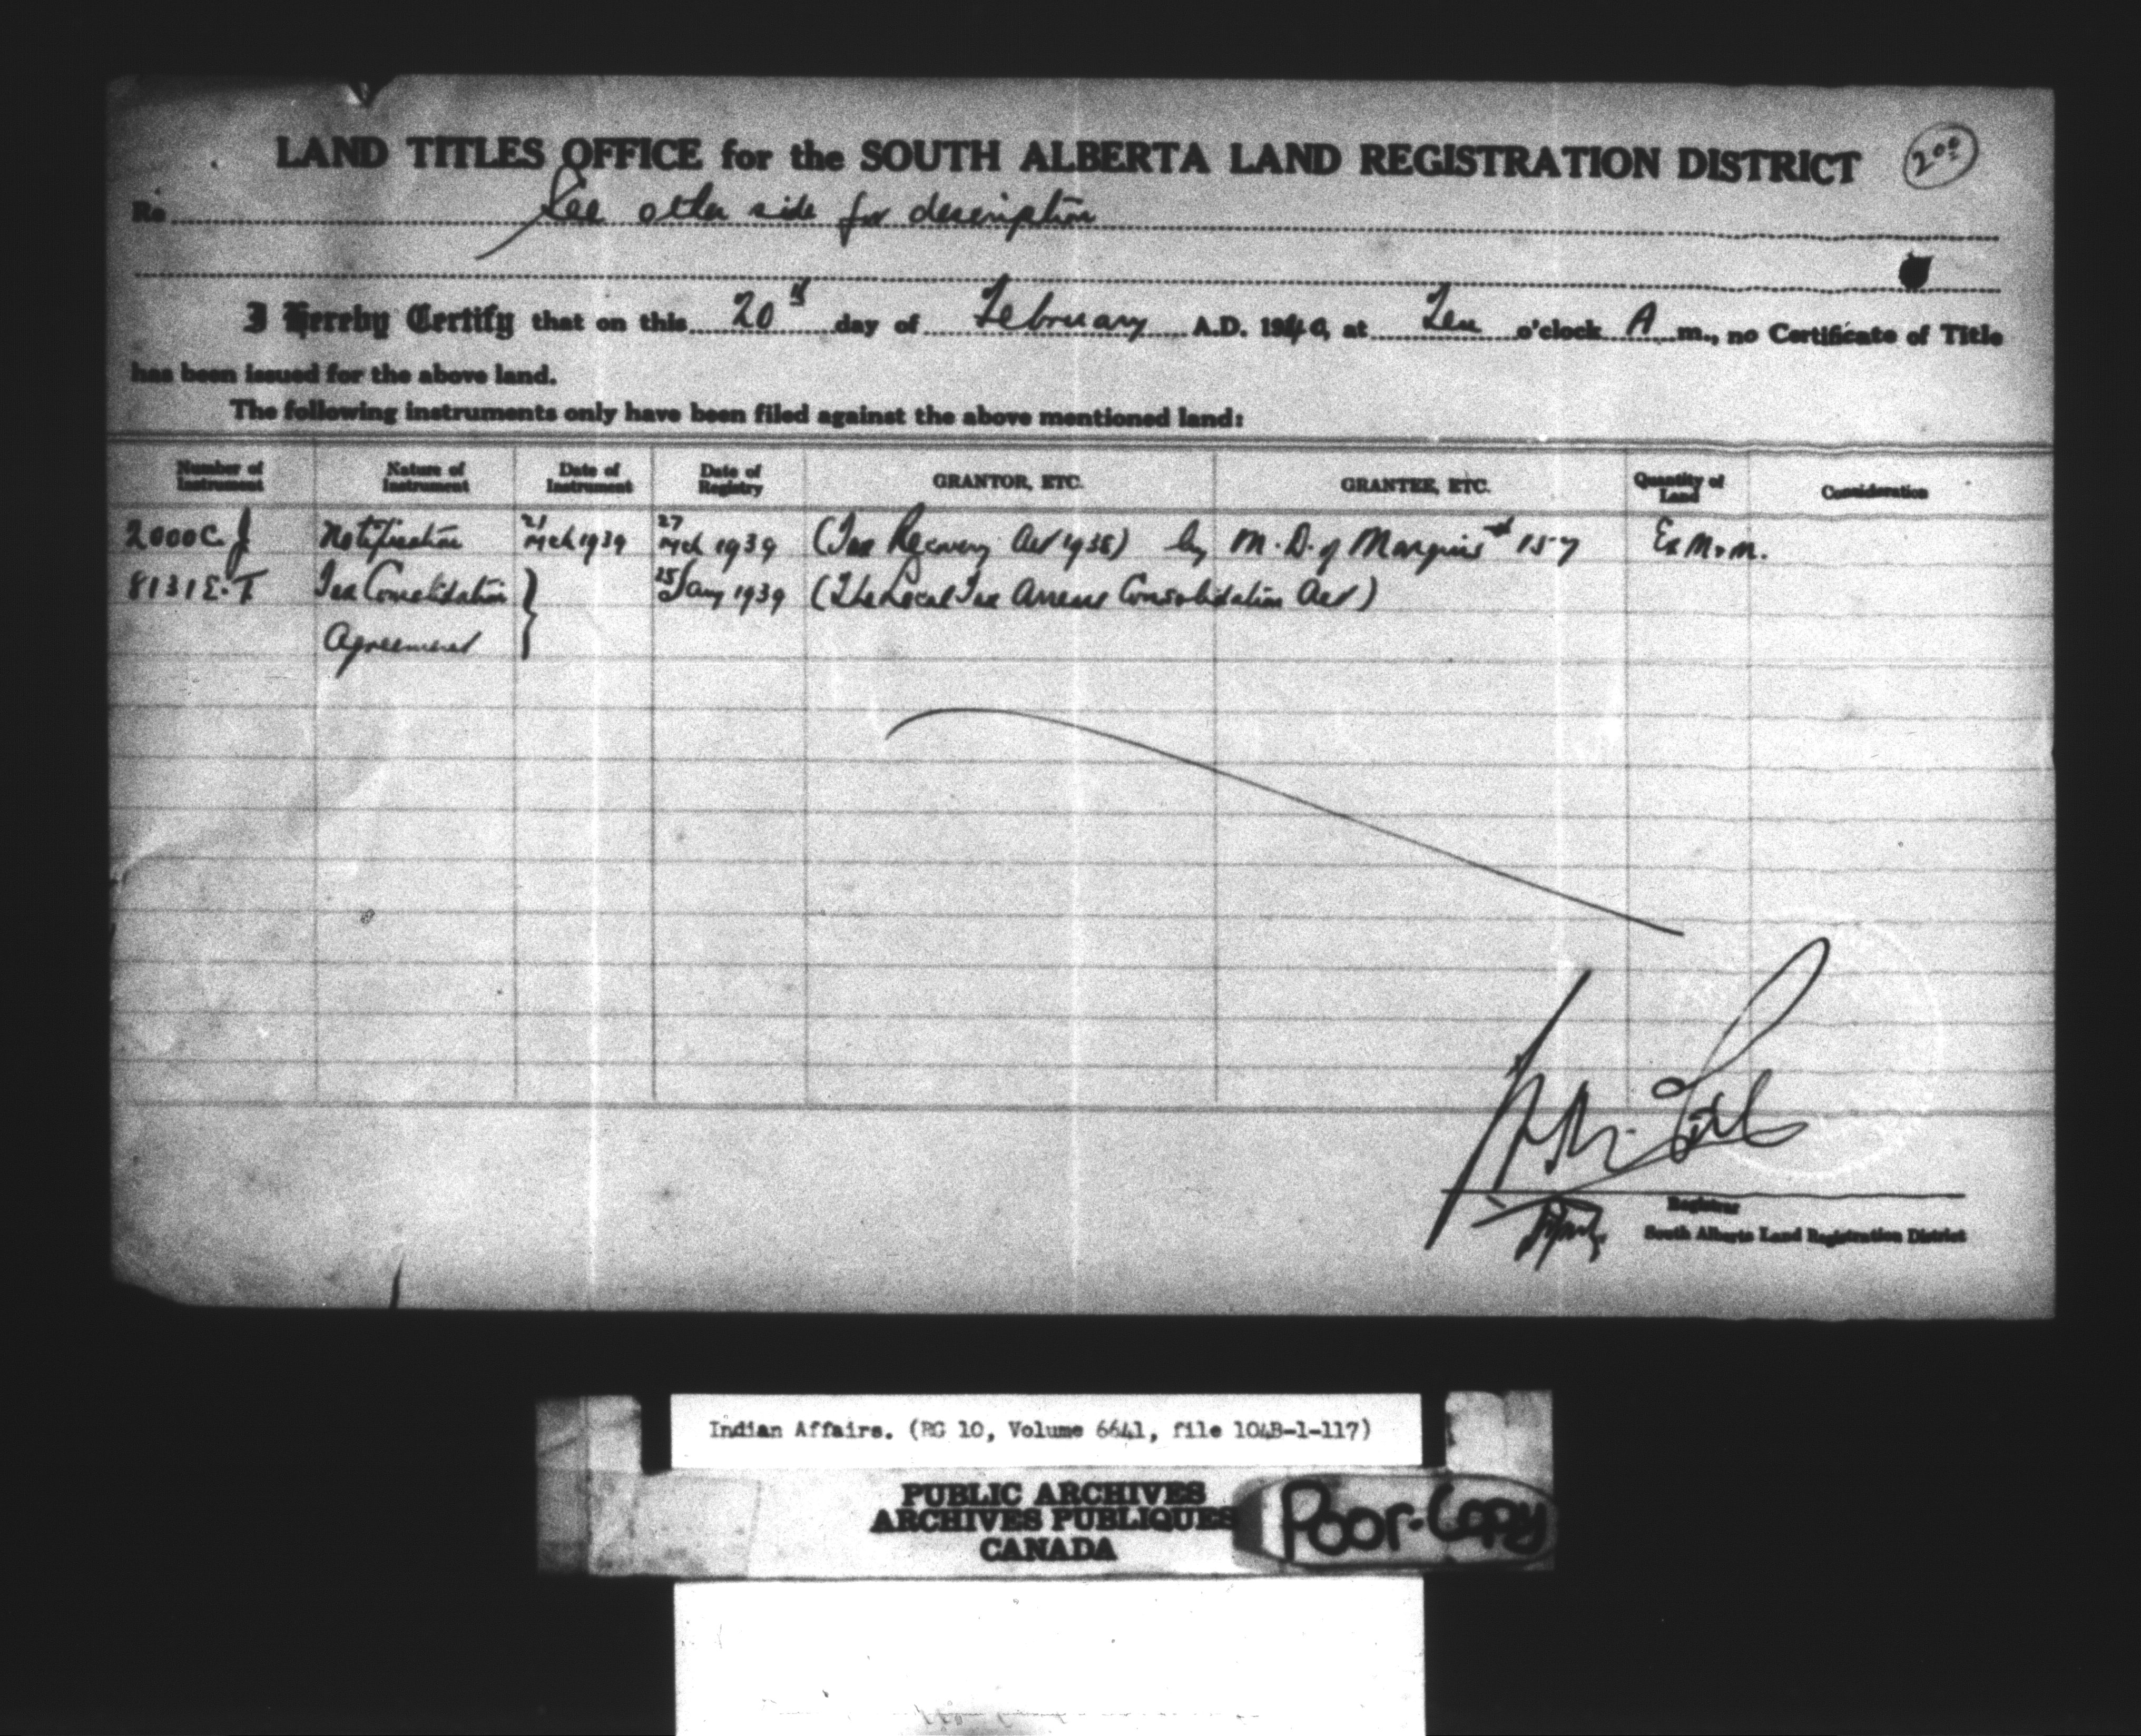 LAND TITLES OFFICE for the SOUTH ALBERTA LAND REGISTRATION DISTRICT
2.00
Re See other side for description
I Hereby Certify that on this 20th day of February A.D. 1940, at Ten o'clock A m., no Certificate of Title
has been issued for the above land.
The following instruments only have been filed against the above mentioned land:
Number of Instrument Nature of Instrument Date of Instrument Date of Registry GRANTOR, ETC. GRANTEE, ETC. Quantity of Land Consideration
2000 C.J Notification 21 Mch 1939 27 Mch 1939 (Tax Recovery Act 1938) by M.D. of Marquis # 157 Ex M & M.
8131 E.T Tax Consolidation } 25 Jany 1939 (The Local Tax Arrears Consolidation Act)
Agreement
Registrar
South Alberta Land Registration District
Indian Affairs. (RG 10, Volume 6641, file 104B-1-117)
PUBLIC ARCHIVES
ARCHIVES PUBLIQUES
CANADA
Poor-Copy